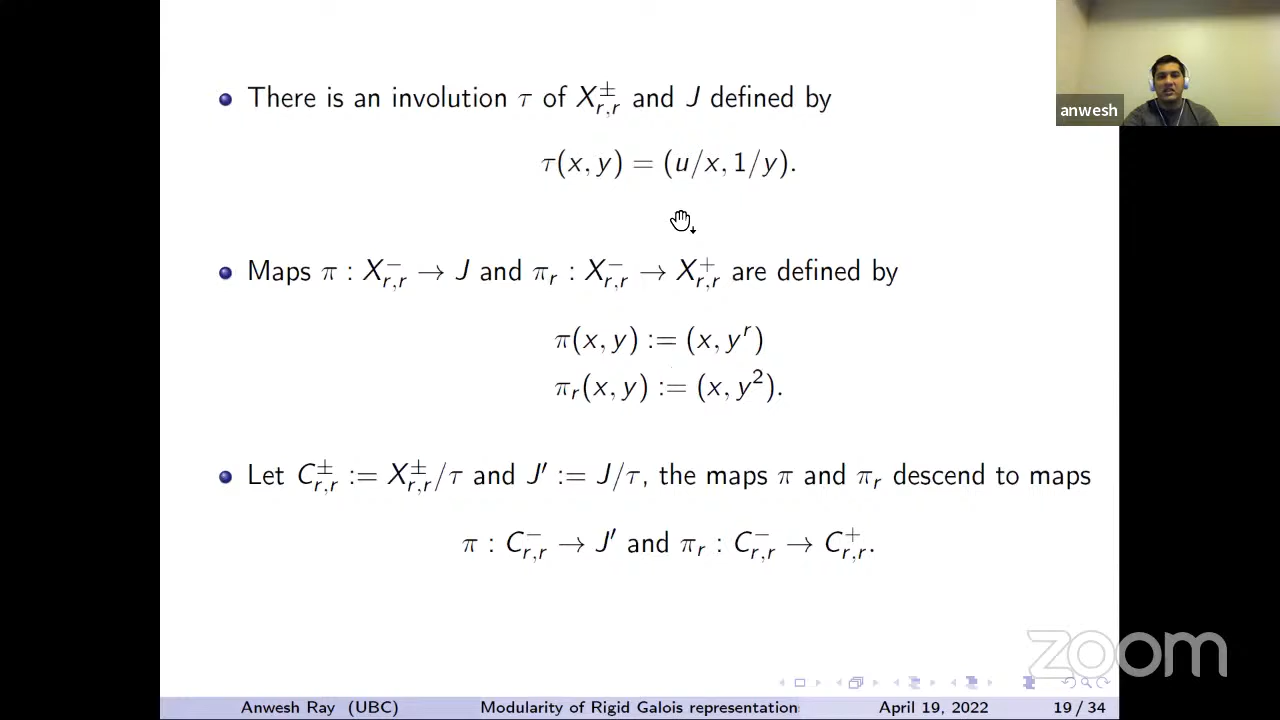 There is an involution τ of X^±_{r,r} and J defined by
τ(x, y) = (u/x, 1/y).
Maps π : X^−_{r,r} → J and π_r : X^−_{r,r} → X^+_{r,r} are defined by
π(x, y) := (x, y^r)
π_r(x, y) := (x, y^2).
Let C^±_{r,r} := X^±_{r,r}/τ and J′ := J/τ, the maps π and π_r descend to maps
π : C^−_{r,r} → J′ and π_r : C^−_{r,r} → C^+_{r,r}.
anwesh
zoom
Anwesh Ray (UBC) Modularity of Rigid Galois representation April 19, 2022 19 / 34